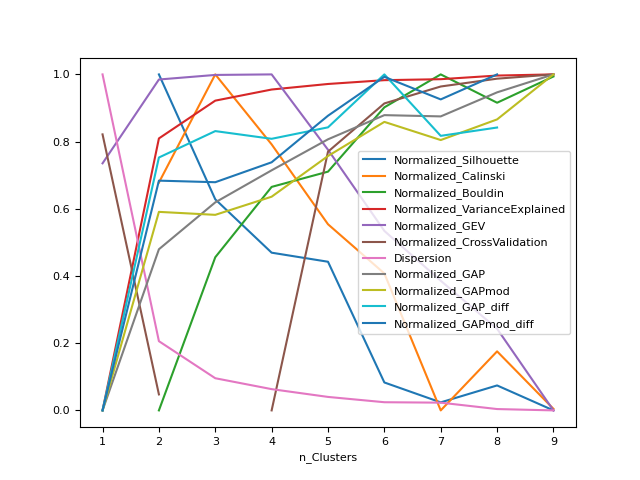 1.0
0.8
0.6
0.4
0.2
0.0
Normalized_Silhouette
Normalized_Calinski
Normalized_Bouldin
Normalized_VarianceExplained
Normalized_GEV
Normalized_CrossValidation
Dispersion
Normalized_GAP
Normalized_GAPmod
Normalized_GAP_diff
Normalized_GAPmod_diff
1 2 3 4 5 6 7 8 9
n_Clusters